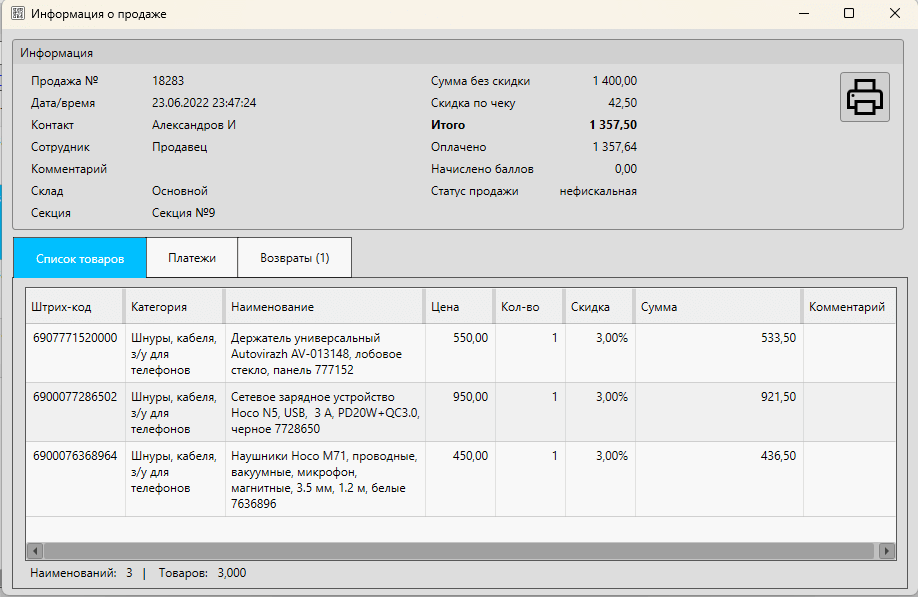 Информация о продаже
Информация
Продажа № 18283 Сумма без скидки 1 400,00
Дата/время 23.06.2022 23:47:24 Скидка по чеку 42,50
Контакт Александров И Итого 1 357,50
Сотрудник Продавец Оплачено 1 357,64
Комментарий Начислено баллов 0,00
Склад Основной Статус продажи нефискальная
Секция Секция №9
Список товаров Платежи Возвраты (1)
Штрих-код Категория Наименование Цена Кол-во Скидка Сумма Комментарий
6907771520000 Шнуры, кабеля, Держатель универсальный 550,00 1 3,00% 533,50
з/у для Autovirazh AV-013148, лобовое
телефонов стекло, панель 777152
6900077286502 Шнуры, кабеля, Сетевое зарядное устройство 950,00 1 3,00% 921,50
з/у для Hoco N5, USB, 3 А, PD20W+QC3.0,
телефонов черное 7728650
6900076368964 Шнуры, кабеля, Наушники Hoco M71, проводные, 450,00 1 3,00% 436,50
з/у для вакуумные, микрофон,
телефонов магнитные, 3.5 мм, 1.2 м, белые
7636896
Наименований: 3 | Товаров: 3,000